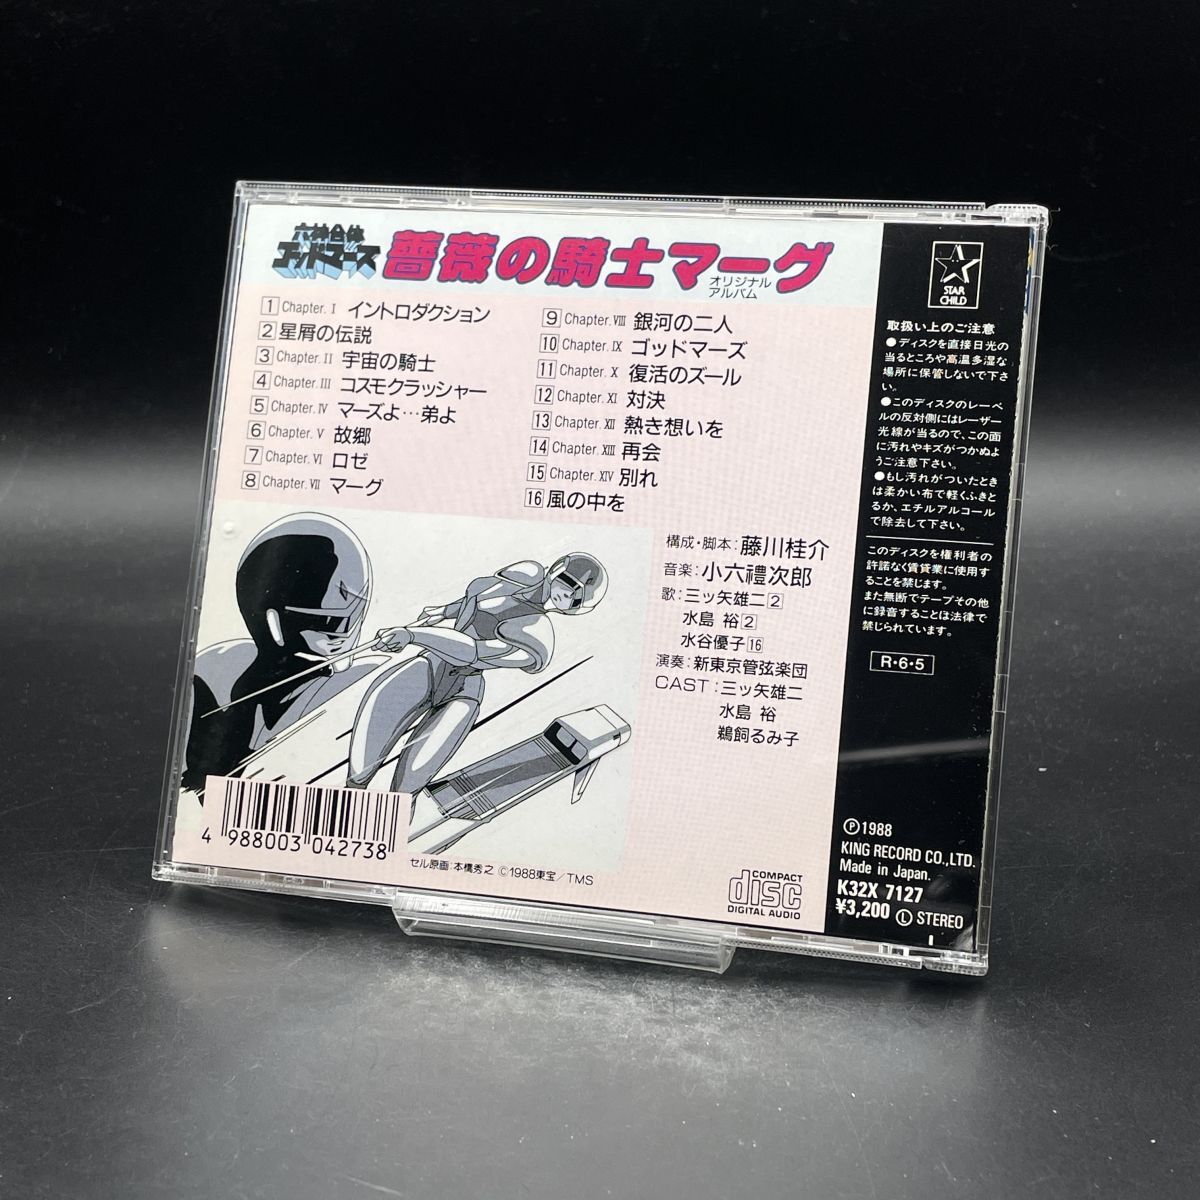 六神合体
ゴッドマーズ
薔薇の騎士マーグ
オリジナル
アルバム
1 Chapter. I イントロダクション
2 星屑の伝説
3 Chapter. II 宇宙の騎士
4 Chapter. III コスモクラッシャー
5 Chapter. IV マーズよ…弟よ
6 Chapter. V 故郷
7 Chapter. VI ロゼ
8 Chapter. VII マーグ
9 Chapter. VIII 銀河の二人
10 Chapter. IX ゴッドマーズ
11 Chapter. X 復活のズール
12 Chapter. XI 対決
13 Chapter. XII 熱き想いを
14 Chapter. XIII 再会
15 Chapter. XIV 別れ
16 風の中を
構成・脚本：藤川桂介
音楽：小六禮次郎
歌：三ッ矢雄二2
水島 裕2
水谷優子16
演奏：新東京管弦楽団
CAST：三ッ矢雄二
水島 裕
鵜飼るみ子
4 988003 042738
セル原画：本橋秀之 ©1988東宝／TMS
COMPACT
disc
DIGITAL AUDIO
STAR
CHILD
取扱い上のご注意
●ディスクを直接日光の
当るところや高温多湿な
場所に保管しないで下さ
い。
●このディスクのレーベ
ルの反対側にはレーザー
光線が当るので、この面
に汚れやキズがつかぬよ
うご注意下さい。
●もし汚れがついたとき
は柔かい布で軽くふきと
るか、エチルアルコール
で除去して下さい。
このディスクを権利者の
許諾なく賃貸業に使用す
ることを禁じます。
また無断でテープその他
に録音することは法律で
禁じられています。
R・6・5
Ⓟ1988
KING RECORD CO.,LTD.
Made in Japan.
K32X 7127
¥3,200 Ⓛ STEREO